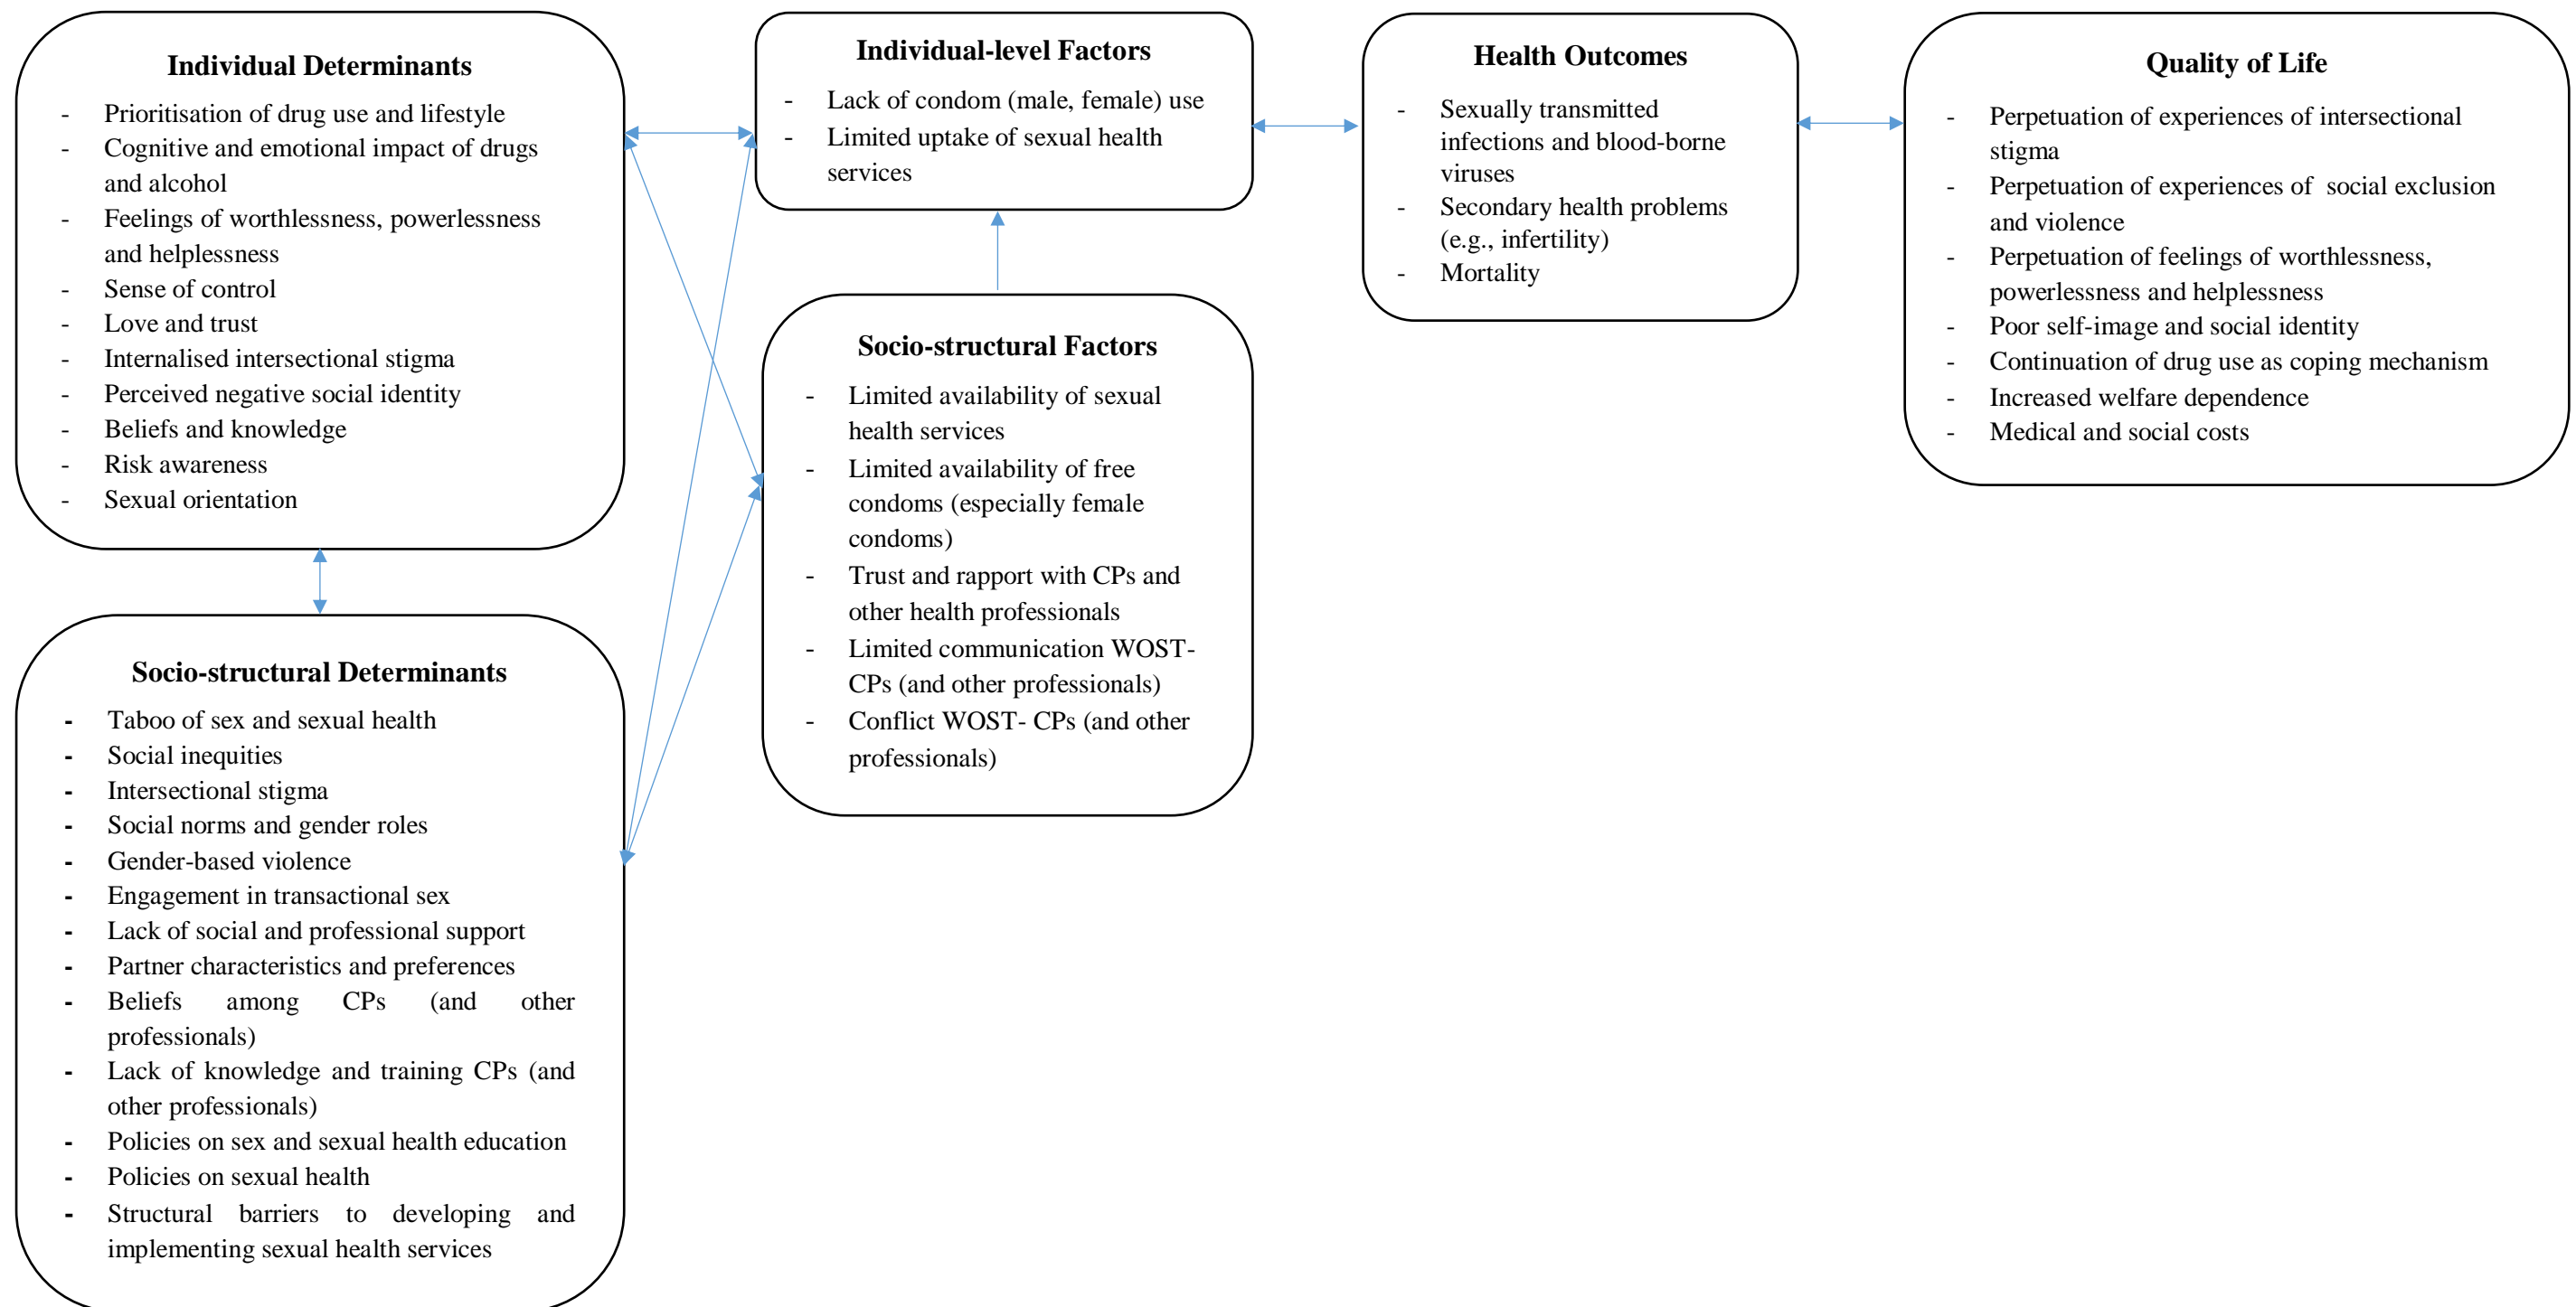 Individual Determinants
- Prioritisation of drug use and lifestyle
- Cognitive and emotional impact of drugs
and alcohol
- Feelings of worthlessness, powerlessness
and helplessness
- Sense of control
- Love and trust
- Internalised intersectional stigma
- Perceived negative social identity
- Beliefs and knowledge
- Risk awareness
- Sexual orientation
Socio-structural Determinants
- Taboo of sex and sexual health
- Social inequities
- Intersectional stigma
- Social norms and gender roles
- Gender-based violence
- Engagement in transactional sex
- Lack of social and professional support
- Partner characteristics and preferences
- Beliefs among CPs (and other
professionals)
- Lack of knowledge and training CPs (and
other professionals)
- Policies on sex and sexual health education
- Policies on sexual health
- Structural barriers to developing and
implementing sexual health services
Individual-level Factors
- Lack of condom (male, female) use
- Limited uptake of sexual health
services
Socio-structural Factors
- Limited availability of sexual
health services
- Limited availability of free
condoms (especially female
condoms)
- Trust and rapport with CPs and
other health professionals
- Limited communication WOST-
CPs (and other professionals)
- Conflict WOST- CPs (and other
professionals)
Health Outcomes
- Sexually transmitted
infections and blood-borne
viruses
- Secondary health problems
(e.g., infertility)
- Mortality
Quality of Life
- Perpetuation of experiences of intersectional
stigma
- Perpetuation of experiences of social exclusion
and violence
- Perpetuation of feelings of worthlessness,
powerlessness and helplessness
- Poor self-image and social identity
- Continuation of drug use as coping mechanism
- Increased welfare dependence
- Medical and social costs